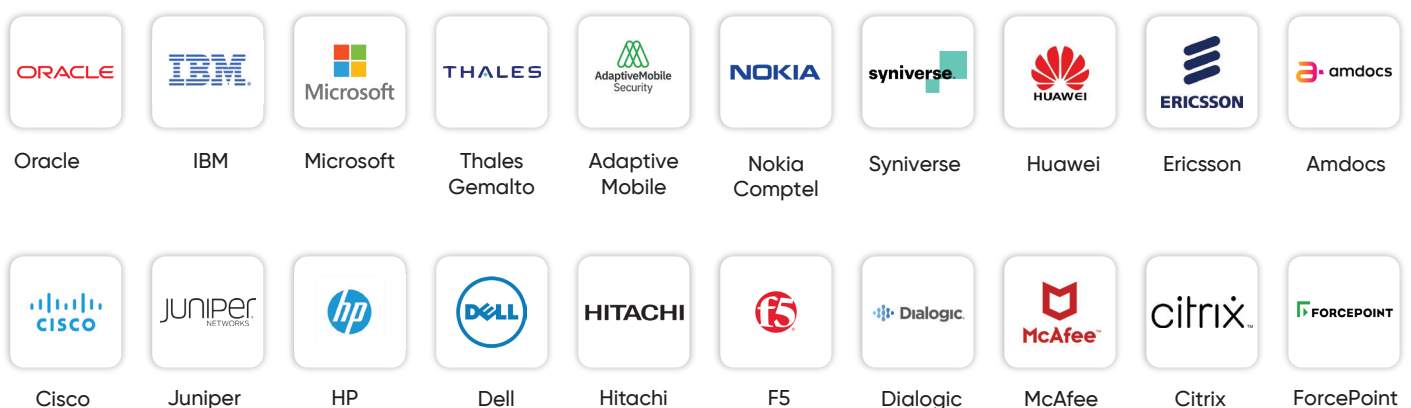 ORACLE
IBM.
Microsoft
THALES
AdaptiveMobile
Security
NOKIA
syniverse.
HUAWEI
ERICSSON
a amdocs
Oracle
IBM
Microsoft
Thales
Gemalto
Adaptive
Mobile
Nokia
Comptel
Syniverse
Huawei
Ericsson
Amdocs
CISCO
JUNIPER
NETWORKS
hp
DELL
HITACHI
f5
Dialogic.
McAfee™
citrix™
FORCEPOINT
Cisco
Juniper
HP
Dell
Hitachi
F5
Dialogic
McAfee
Citrix
ForcePoint